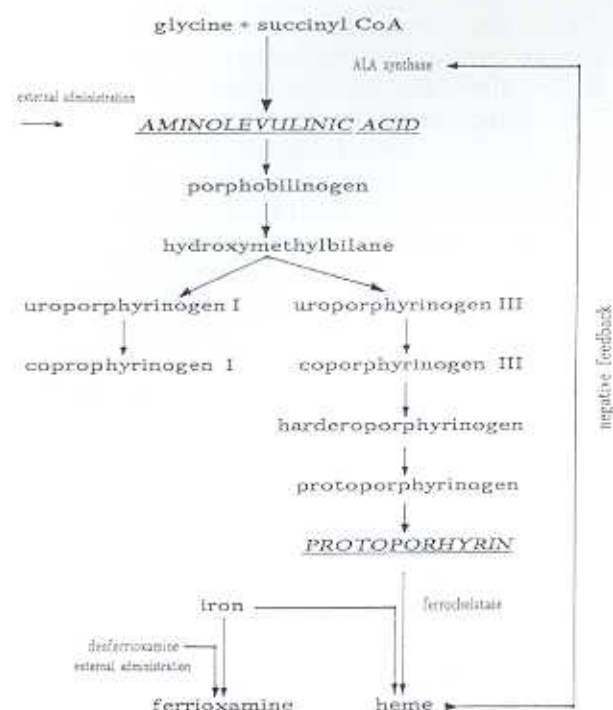 glycine + succinyl CoA
ALA synthase
external administration
AMINOLEVULINIC ACID
porphobilinogen
hydroxymethylbilane
uroporphyrinogen I
uroporphyrinogen III
coprophyrinogen I
coporphyrinogen III
harderoporphyrinogen
protoporphyrinogen
PROTOPORHYRIN
negative feedback
iron
ferrochelatase
desferrioxamine
external administration
ferrioxamine
heme